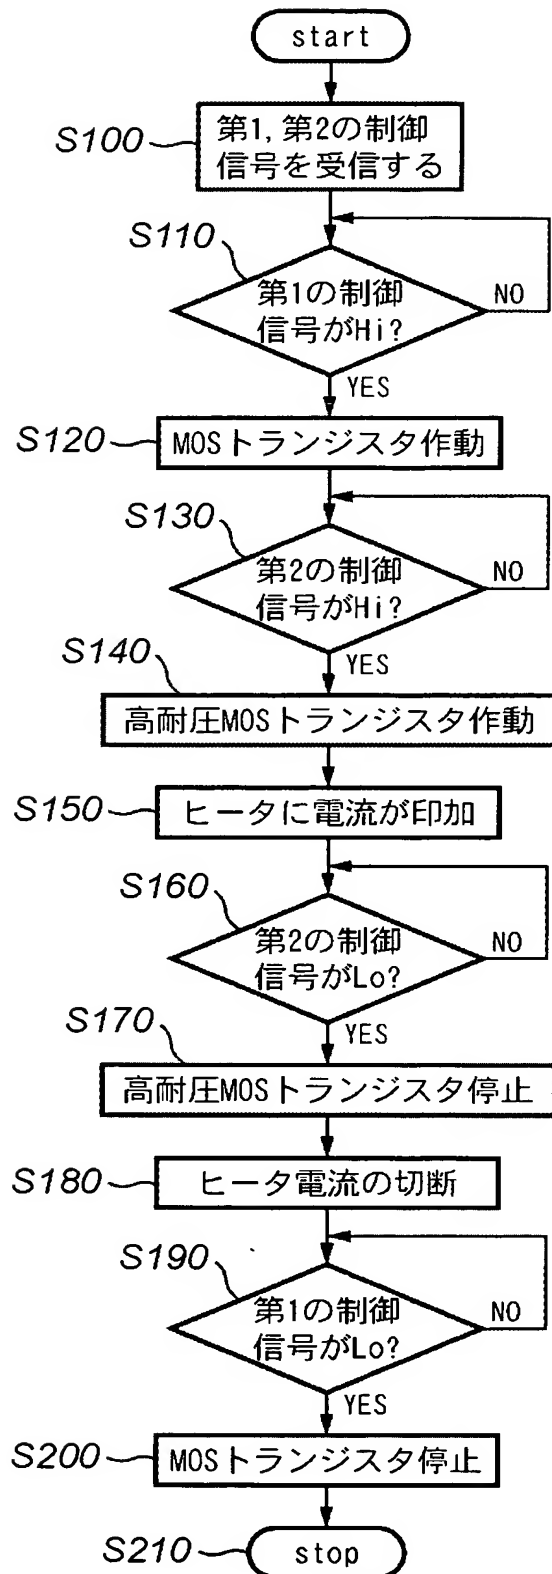 start
S100
第1, 第2の制御
信号を受信する
S110
第1の制御
信号がHi?
NO
YES
S120
MOSトランジスタ作動
S130
第2の制御
信号がHi?
NO
YES
S140
高耐圧MOSトランジスタ作動
S150
ヒータに電流が印加
S160
第2の制御
信号がLo?
NO
YES
S170
高耐圧MOSトランジスタ停止
S180
ヒータ電流の切断
S190
第1の制御
信号がLo?
NO
YES
S200
MOSトランジスタ停止
S210
stop